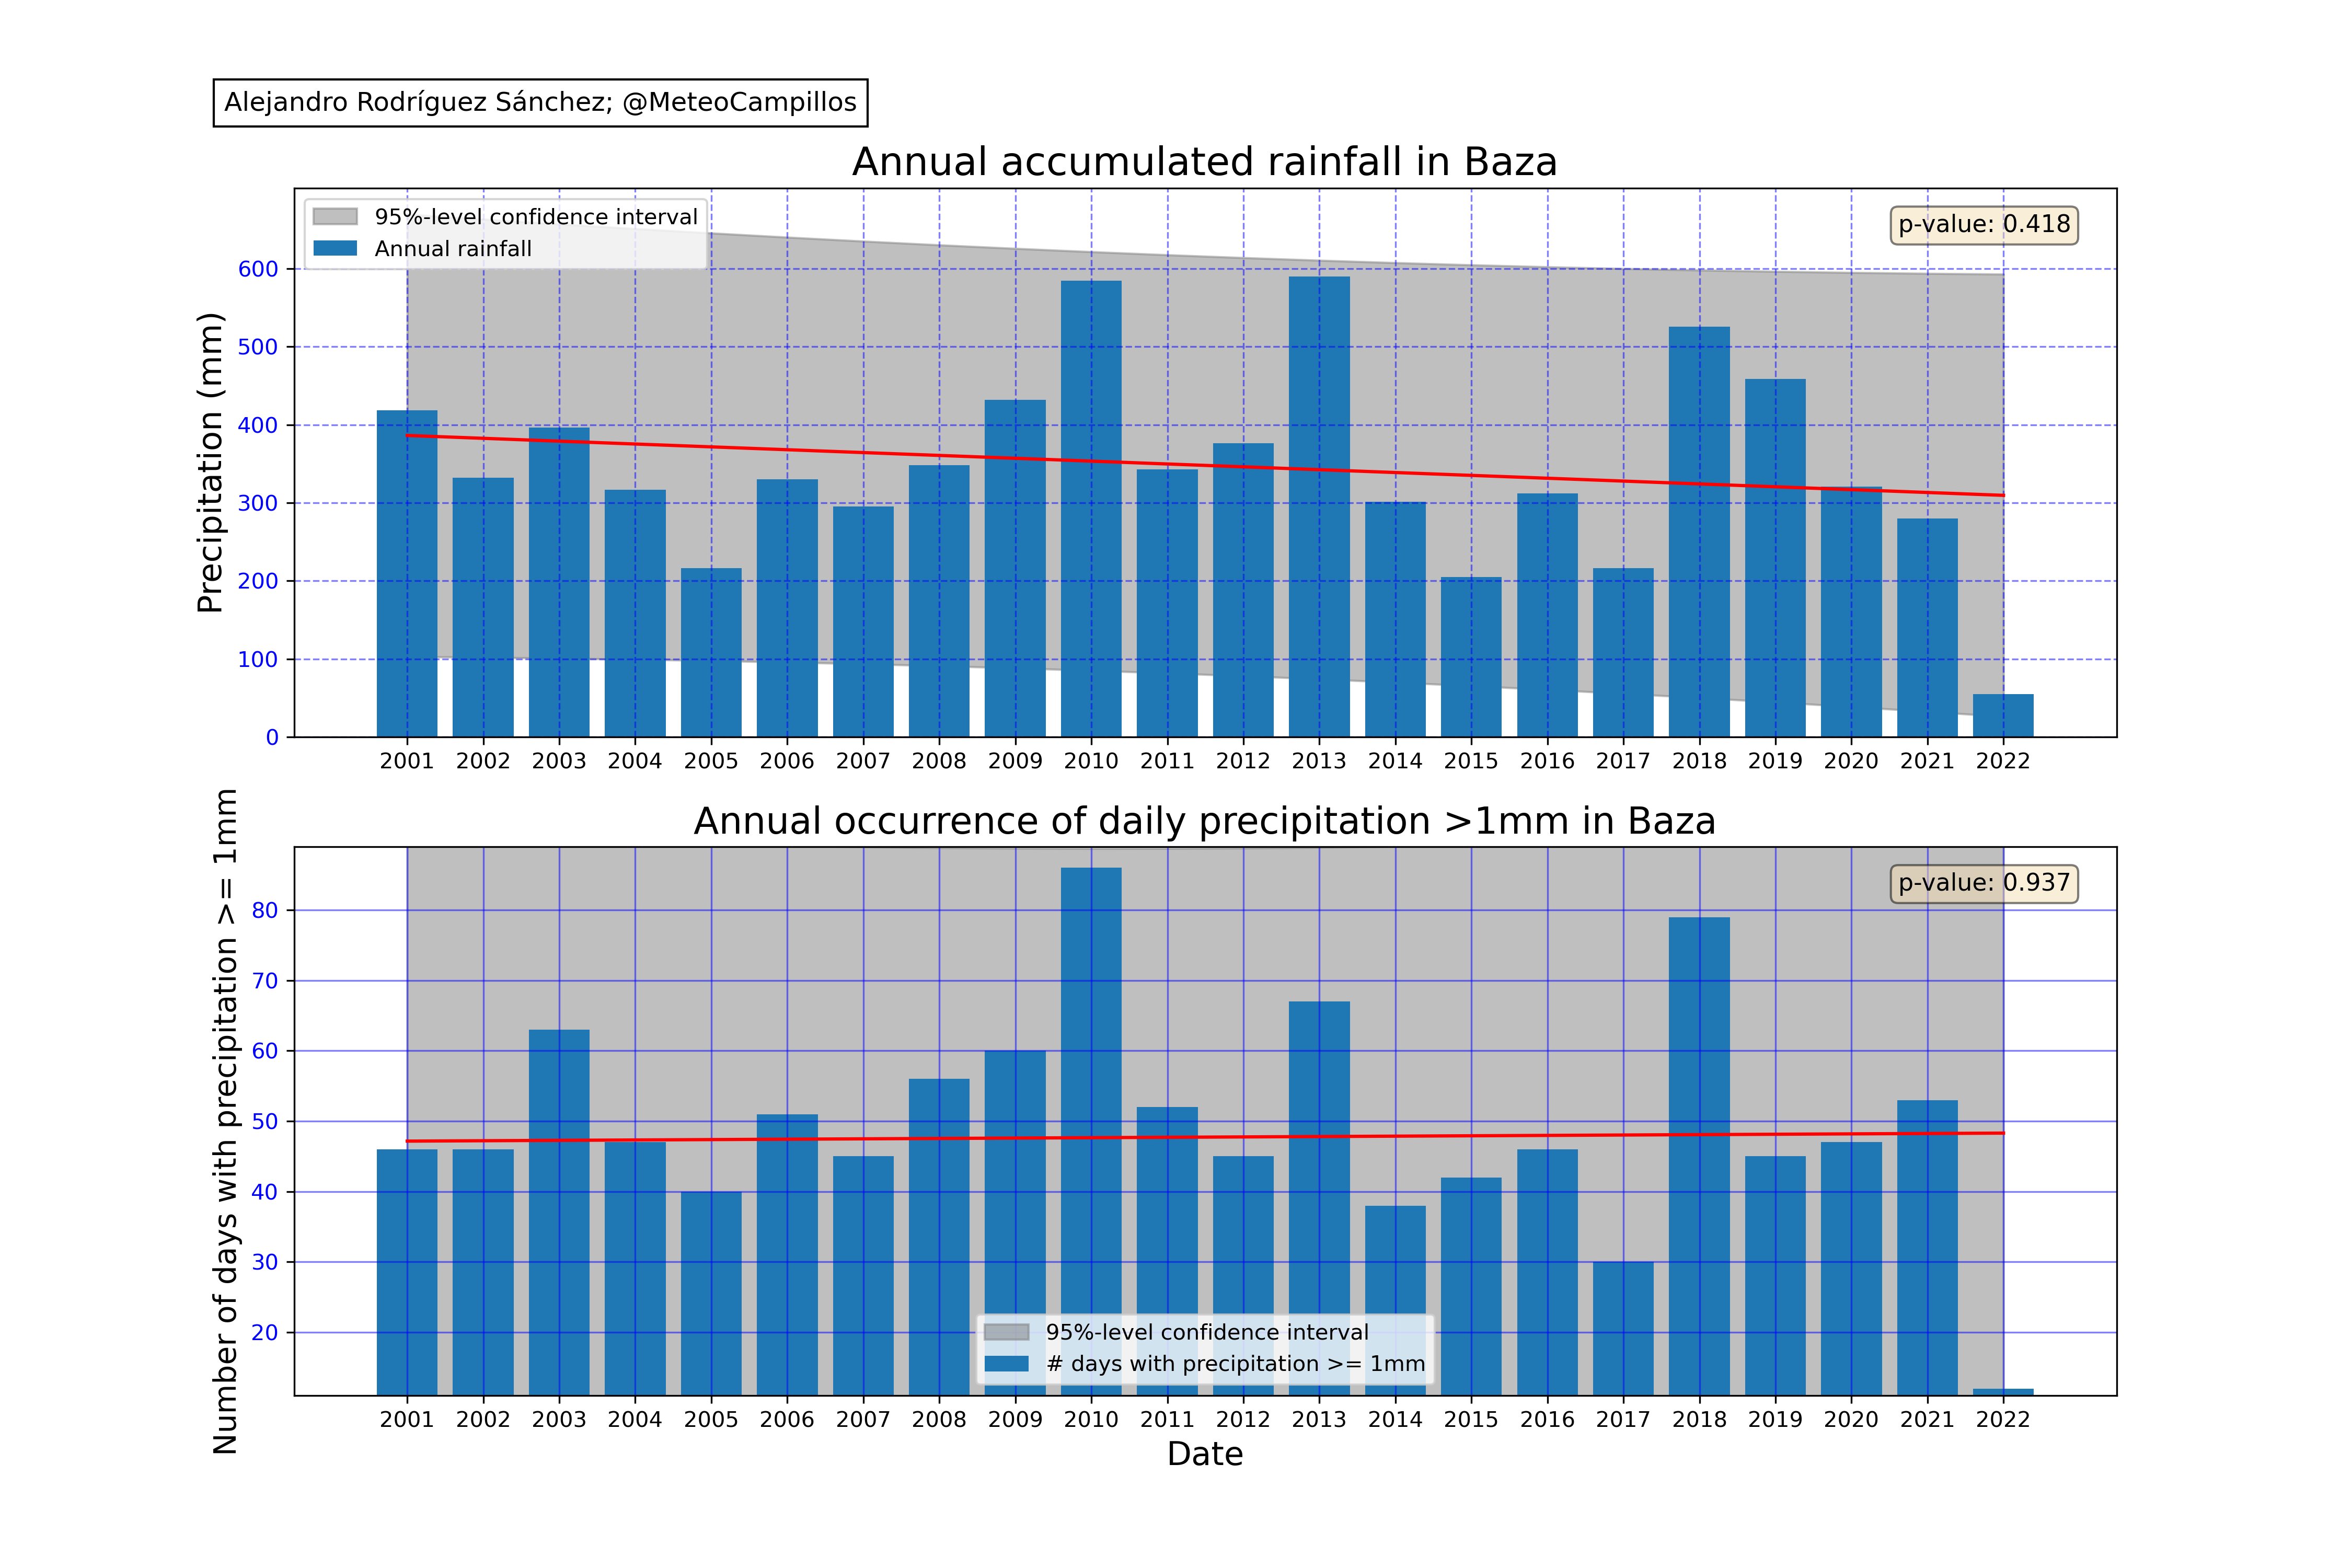 Alejandro Rodríguez Sánchez; @MeteoCampillos
Annual accumulated rainfall in Baza
95%-level confidence interval
Annual rainfall
p-value: 0.418
Precipitation (mm)
600
500
400
300
200
100
0
2001 2002 2003 2004 2005 2006 2007 2008 2009 2010 2011 2012 2013 2014 2015 2016 2017 2018 2019 2020 2021 2022
Annual occurrence of daily precipitation >1mm in Baza
p-value: 0.937
Number of days with precipitation >= 1mm
80
70
60
50
40
30
20
95%-level confidence interval
# days with precipitation >= 1mm
2001 2002 2003 2004 2005 2006 2007 2008 2009 2010 2011 2012 2013 2014 2015 2016 2017 2018 2019 2020 2021 2022
Date